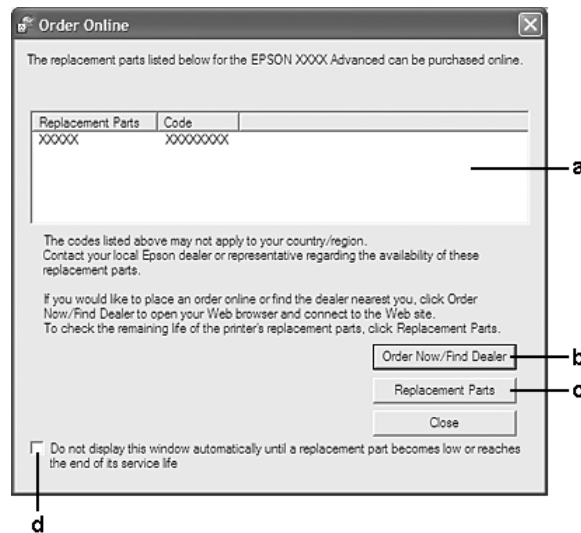 Order Online
The replacement parts listed below for the EPSON XXXX Advanced can be purchased online.
Replacement Parts Code
XXXXX XXXXXXXX
a
The codes listed above may not apply to your country/region.
Contact your local Epson dealer or representative regarding the availability of these
replacement parts.
If you would like to place an order online or find the dealer nearest you, click Order
Now/Find Dealer to open your Web browser and connect to the Web site.
To check the remaining life of the printer's replacement parts, click Replacement Parts.
Order Now/Find Dealer b
Replacement Parts c
Close
Do not display this window automatically until a replacement part becomes low or reaches
the end of its service life
d